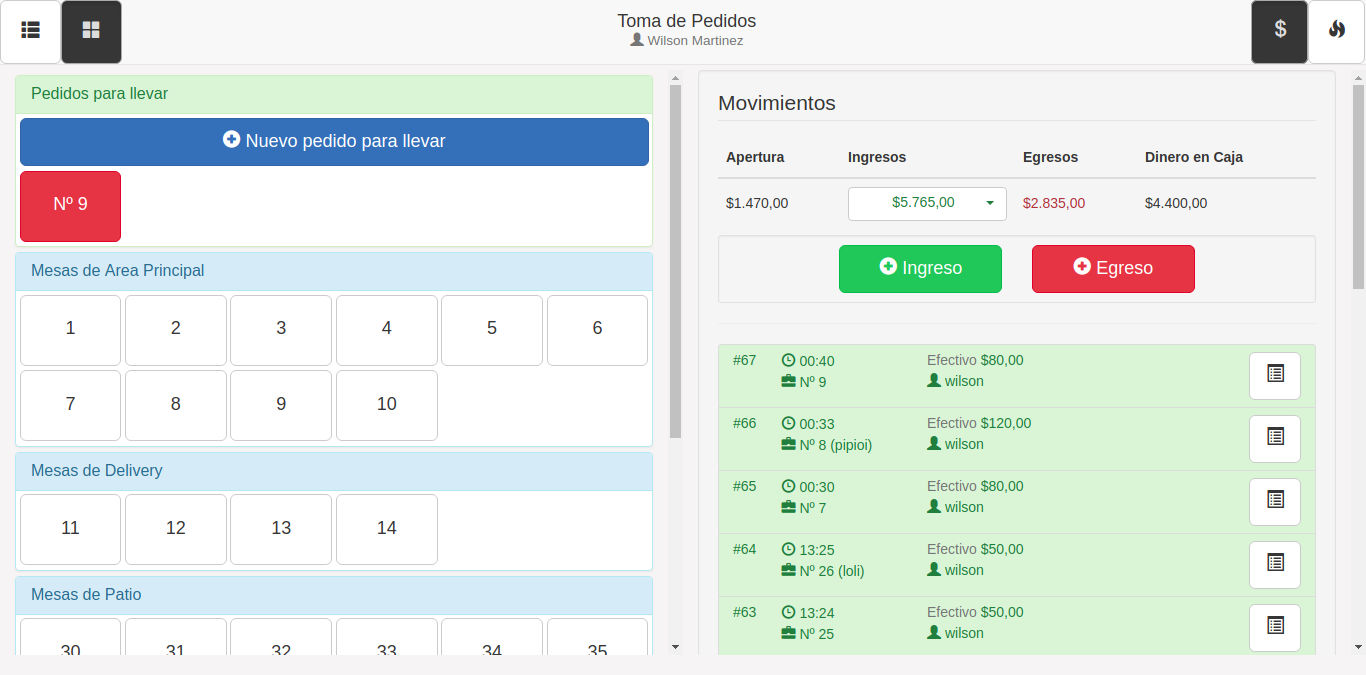 Toma de Pedidos
Wilson Martinez
$
Pedidos para llevar
Nuevo pedido para llevar
Nº 9
Mesas de Area Principal
1 2 3 4 5 6
7 8 9 10
Mesas de Delivery
11 12 13 14
Mesas de Patio
30 31 32 33 34 35
Movimientos
Apertura Ingresos Egresos Dinero en Caja
$1.470,00 $5.765,00 $2.835,00 $4.400,00
Ingreso Egreso
#67 00:40 Efectivo $80,00
Nº 9 wilson
#66 00:33 Efectivo $120,00
Nº 8 (pipioi) wilson
#65 00:30 Efectivo $80,00
Nº 7 wilson
#64 13:25 Efectivo $50,00
Nº 26 (loli) wilson
#63 13:24 Efectivo $50,00
Nº 25 wilson